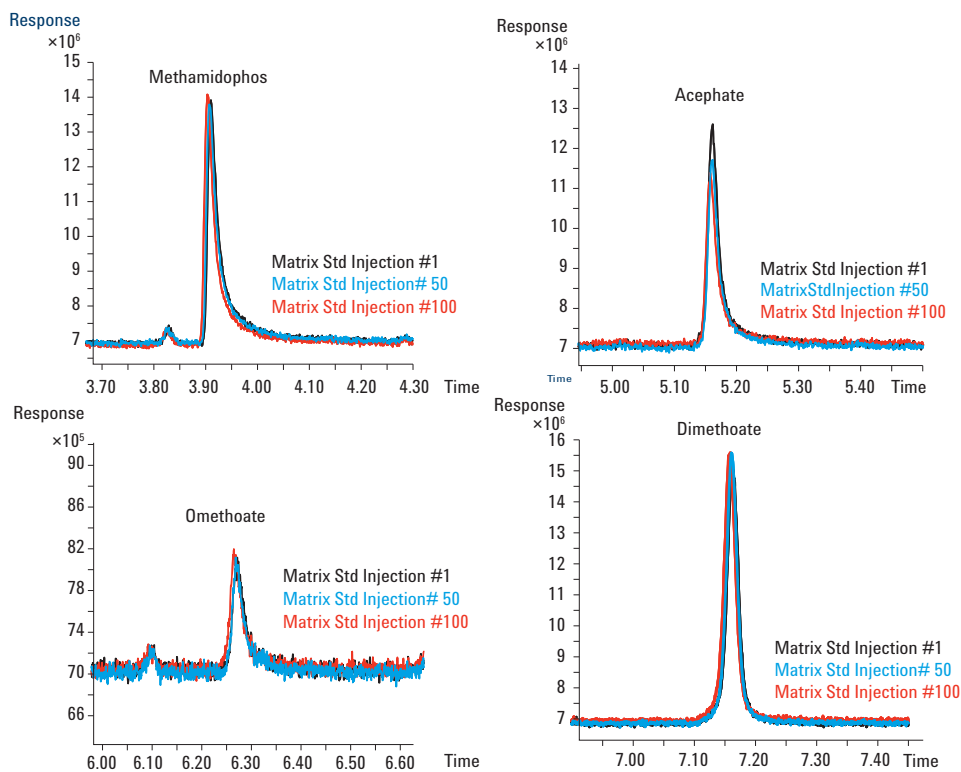 Response
×10⁶
15
14
13
12
11
10
9
8
7
Methamidophos
Matrix Std Injection #1
Matrix Std Injection# 50
Matrix Std Injection #100
3.70 3.80 3.90 4.00 4.10 4.20 4.30 Time
Response
×10⁶
14
13
12
11
10
9
8
7
Acephate
Matrix Std Injection #1
MatrixStdInjection #50
Matrix Std Injection #100
Time
5.00 5.10 5.20 5.30 5.40 Time
Response
×10⁵
90
86
82
78
74
70
66
Omethoate
Matrix Std Injection #1
Matrix Std Injection# 50
Matrix Std Injection #100
6.00 6.10 6.20 6.30 6.40 6.50 6.60 Time
Response
×10⁶
16
15
14
13
12
11
10
9
8
7
Dimethoate
Matrix Std Injection #1
Matrix Std Injection# 50
Matrix Std Injection #100
7.00 7.10 7.20 7.30 7.40 Time